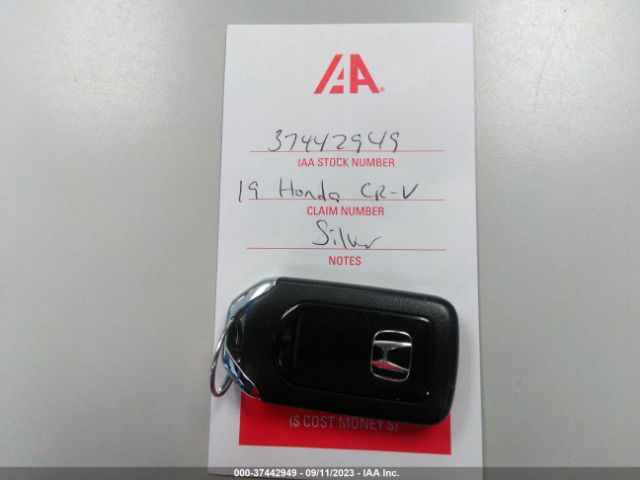 IAA
37442949
IAA STOCK NUMBER
19 Honda CR-V
CLAIM NUMBER
Silver
NOTES
($ COST MONEY $)
000-37442949 - 09/11/2023 - IAA Inc.